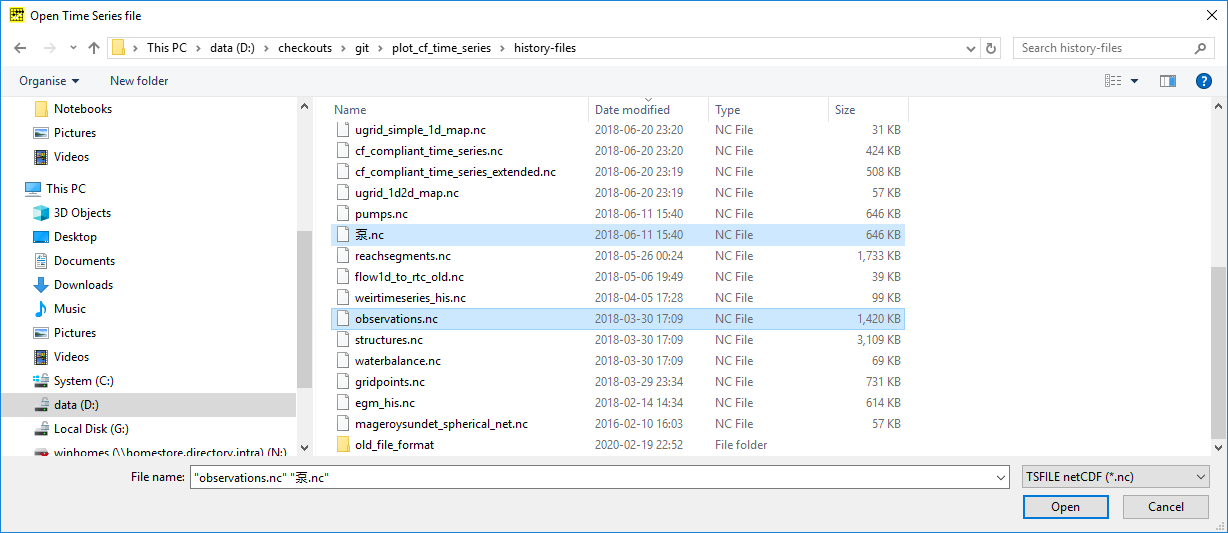 Open Time Series file
This PC › data (D:) › checkouts › git › plot_cf_time_series › history-files
Search history-files
Organise
New folder
Notebooks
Pictures
Videos
This PC
3D Objects
Desktop
Documents
Downloads
Music
Pictures
Videos
System (C:)
data (D:)
Local Disk (G:)
winhomes (\\homestore.directory.intra) (N:)
Name Date modified Type Size
ugrid_simple_1d_map.nc 2018-06-20 23:20 NC File 31 KB
cf_compliant_time_series.nc 2018-06-20 23:20 NC File 424 KB
cf_compliant_time_series_extended.nc 2018-06-20 23:19 NC File 508 KB
ugrid_1d2d_map.nc 2018-06-20 23:19 NC File 57 KB
pumps.nc 2018-06-11 15:40 NC File 646 KB
泵.nc 2018-06-11 15:40 NC File 646 KB
reachsegments.nc 2018-05-26 00:24 NC File 1,733 KB
flow1d_to_rtc_old.nc 2018-05-06 19:49 NC File 39 KB
weirtimeseries_his.nc 2018-04-05 17:28 NC File 99 KB
observations.nc 2018-03-30 17:09 NC File 1,420 KB
structures.nc 2018-03-30 17:09 NC File 3,109 KB
waterbalance.nc 2018-03-30 17:09 NC File 69 KB
gridpoints.nc 2018-03-29 23:34 NC File 731 KB
egm_his.nc 2018-02-14 14:34 NC File 614 KB
mageroysundet_spherical_net.nc 2016-02-10 16:03 NC File 57 KB
old_file_format 2020-02-19 22:52 File folder
File name: "observations.nc" "泵.nc"
TSFILE netCDF (*.nc)
Open
Cancel